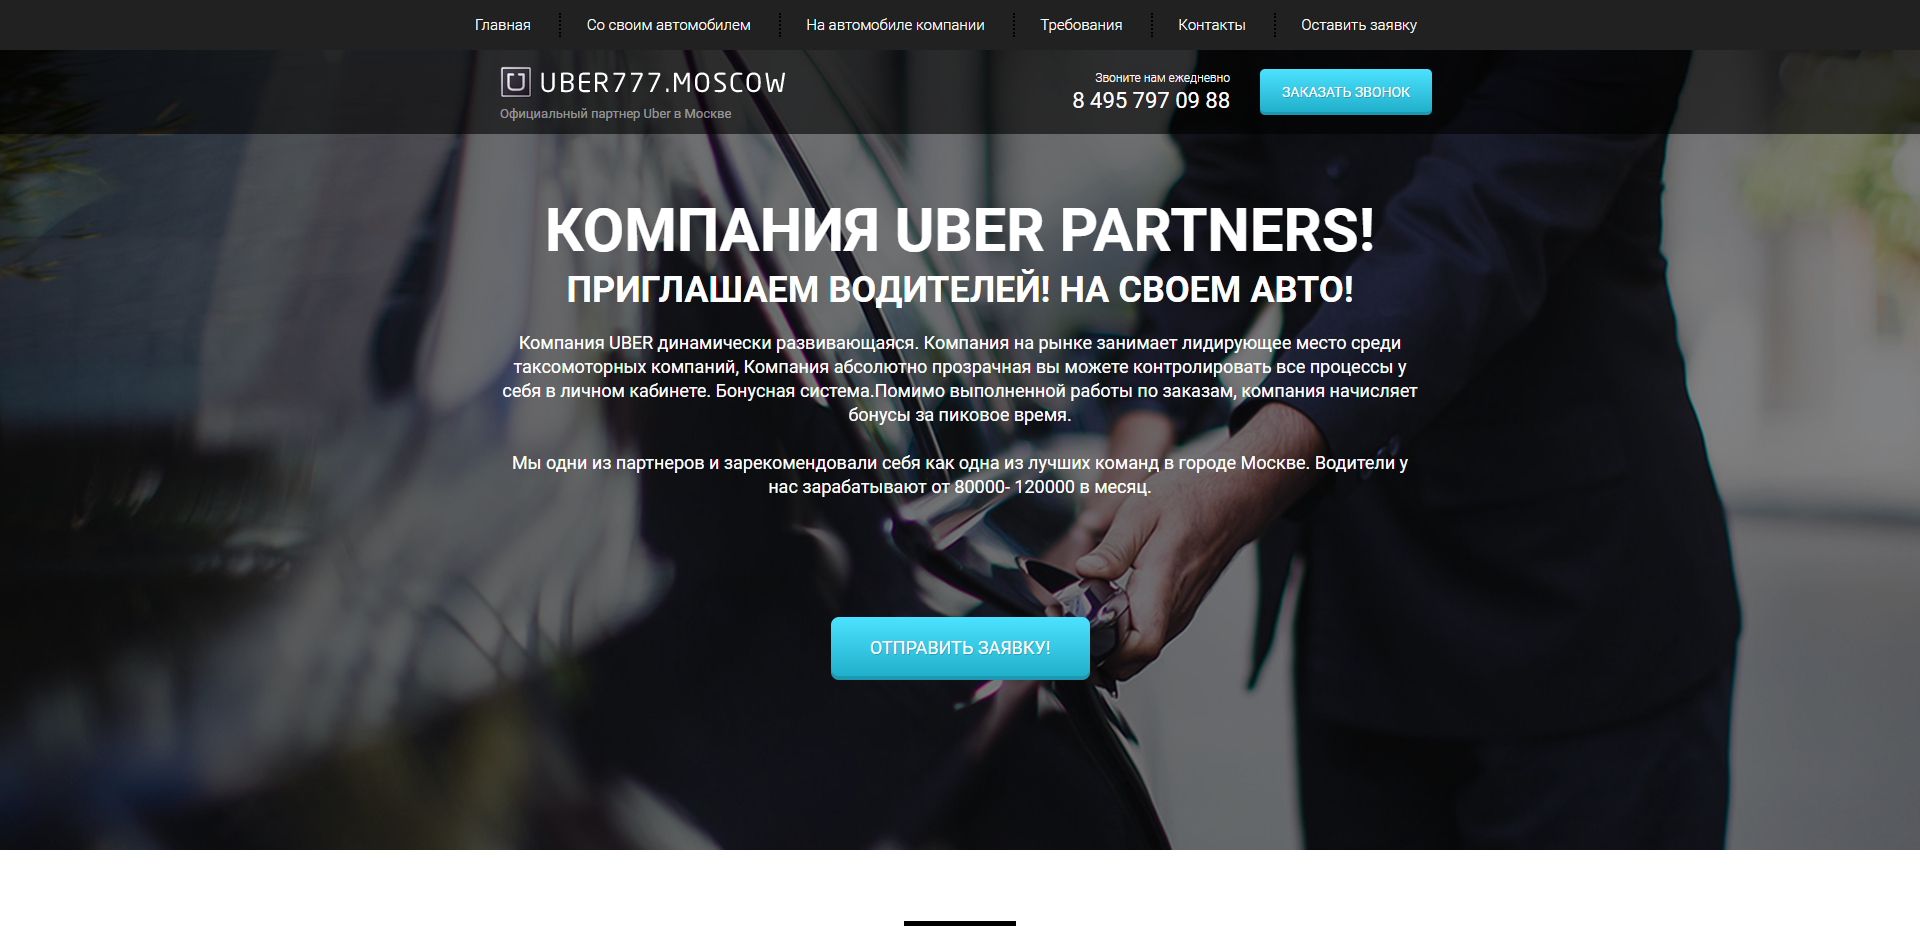 Главная
Со своим автомобилем
На автомобиле компании
Требования
Контакты
Оставить заявку
UBER777.MOSCOW
Официальный партнер Uber в Москве
Звоните нам ежедневно
8 495 797 09 88
ЗАКАЗАТЬ ЗВОНОК
КОМПАНИЯ UBER PARTNERS!
ПРИГЛАШАЕМ ВОДИТЕЛЕЙ! НА СВОЕМ АВТО!
Компания UBER динамически развивающаяся. Компания на рынке занимает лидирующее место среди
таксомоторных компаний, Компания абсолютно прозрачная вы можете контролировать все процессы у
себя в личном кабинете. Бонусная система.Помимо выполненной работы по заказам, компания начисляет
бонусы за пиковое время.
Мы одни из партнеров и зарекомендовали себя как одна из лучших команд в городе Москве. Водители у
нас зарабатывают от 80000- 120000 в месяц.
ОТПРАВИТЬ ЗАЯВКУ!